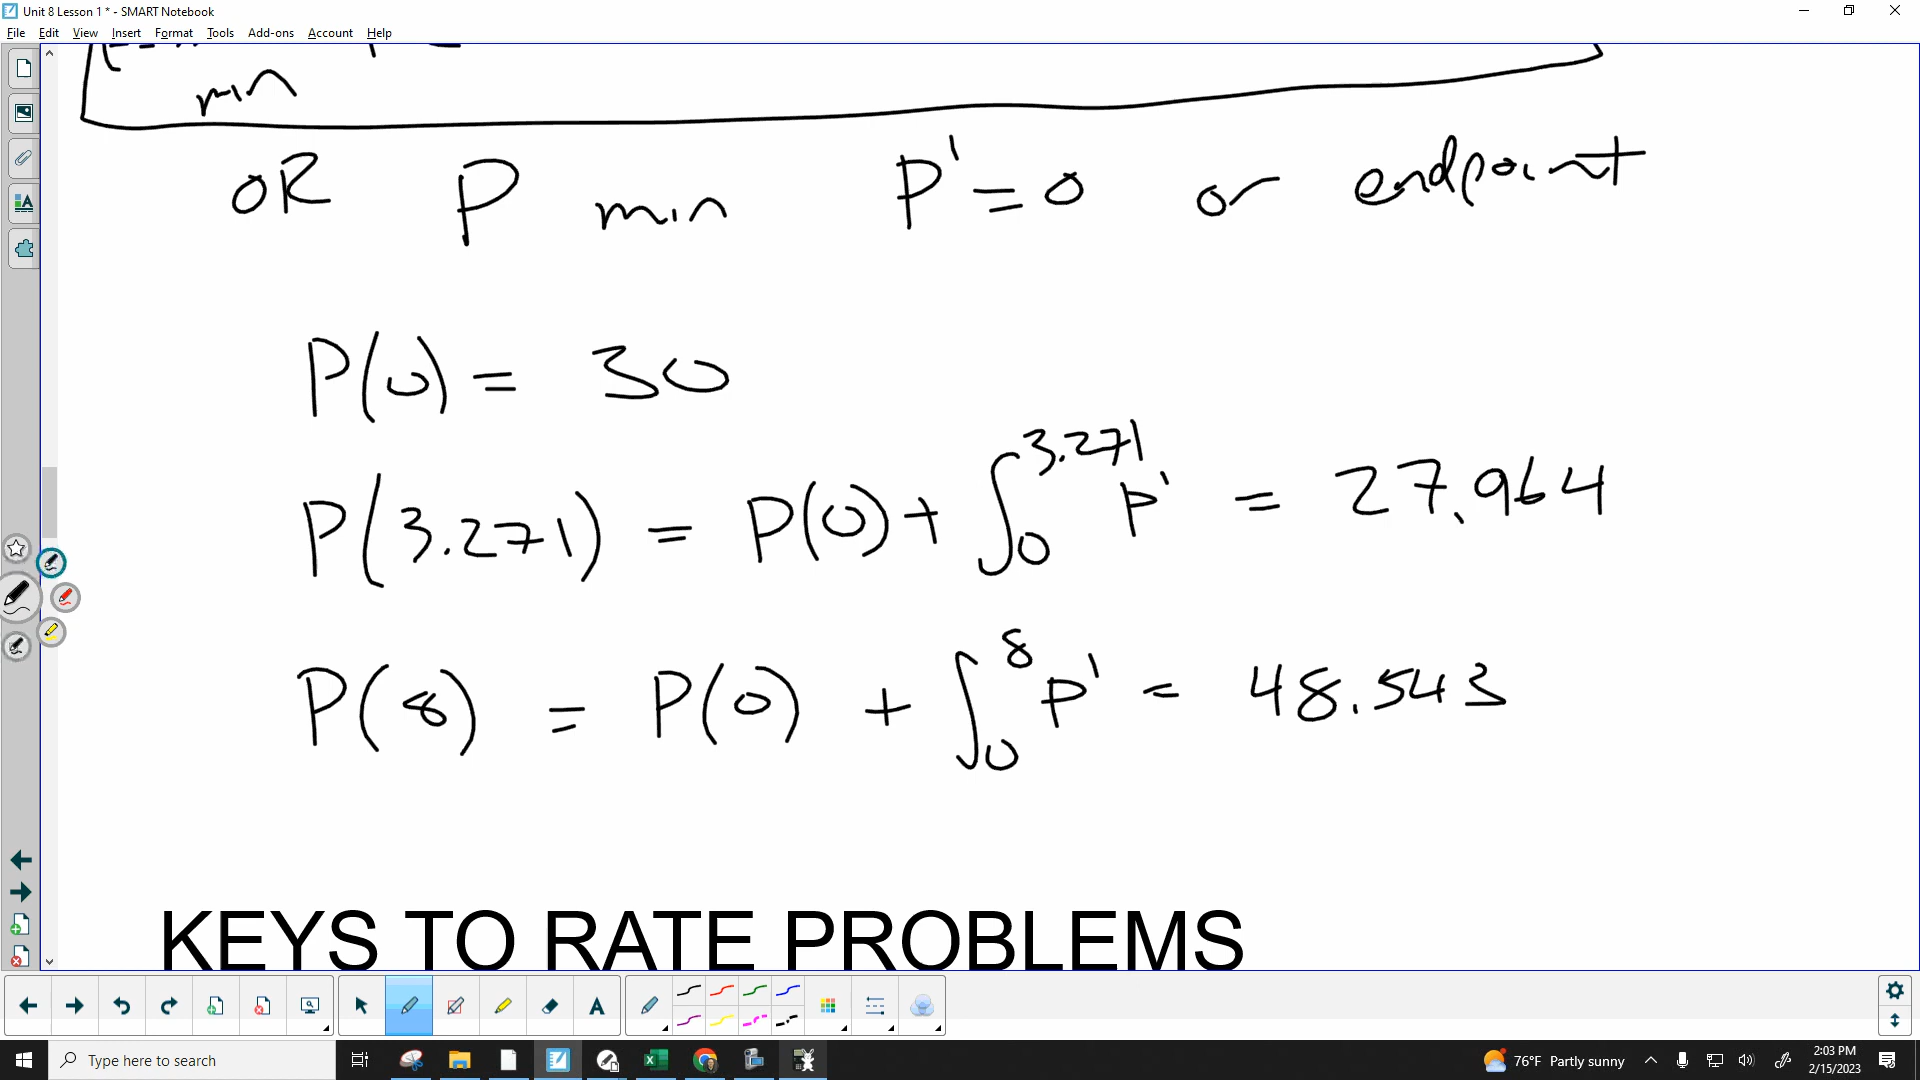 Unit 8 Lesson 1 * - SMART Notebook
File Edit View Insert Format Tools Add-ons Account Help
min
OR P min P' = 0 or endpoint
P(0) = 30
P(3.271) = P(0) + ∫₀^3.271 P' = 27.964
P(8) = P(0) + ∫₀^8 P' = 48.543
KEYS TO RATE PROBLEMS
Type here to search
76°F Partly sunny
2:03 PM
2/15/2023